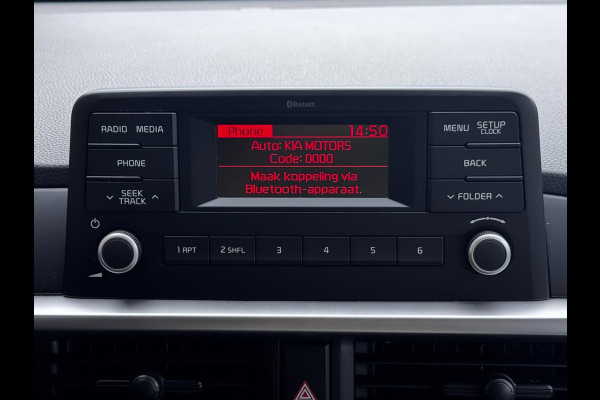 Bluetooth
RADIO MEDIA
Phone 14:50
MENU SETUP
CLOCK
Auto: KIA MOTORS
Code: 0000
PHONE
BACK
Maak koppeling via
Bluetooth-apparaat.
SEEK
TRACK
FOLDER
1 RPT 2 SHFL 3 4 5 6